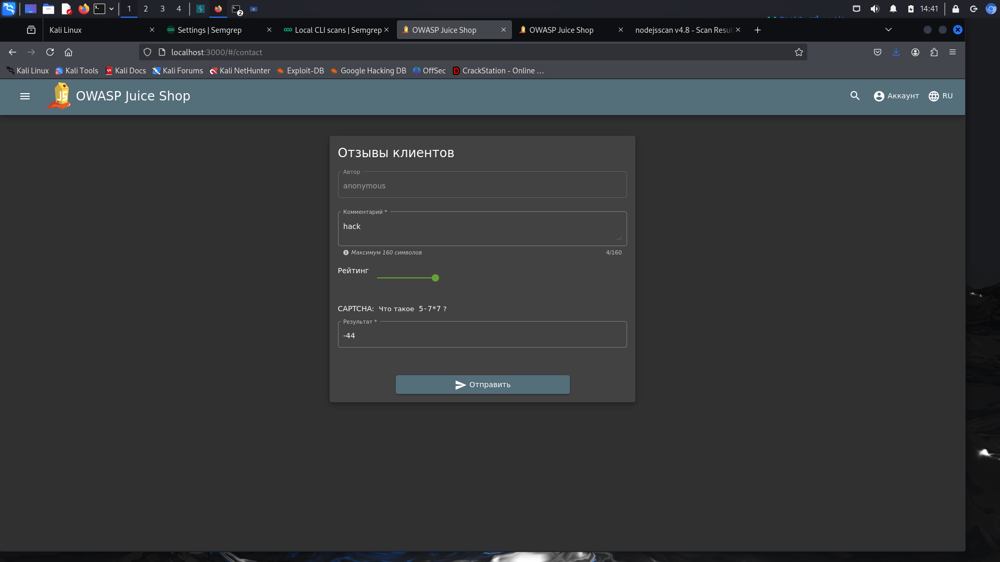 1 2 3 4 2 14:41
Kali Linux Settings | Semgrep Local CLI scans | Semgrep OWASP Juice Shop OWASP Juice Shop nodejsscan v4.8 - Scan Resul
localhost:3000/#/contact
Kali Linux Kali Tools Kali Docs Kali Forums Kali NetHunter Exploit-DB Google Hacking DB OffSec CrackStation - Online …
OWASP Juice Shop Аккаунт RU
Отзывы клиентов
Автор
anonymous
Комментарий *
hack
Максимум 160 символов 4/160
Рейтинг
CAPTCHA: Что такое 5-7*7 ?
Результат *
-44
Отправить